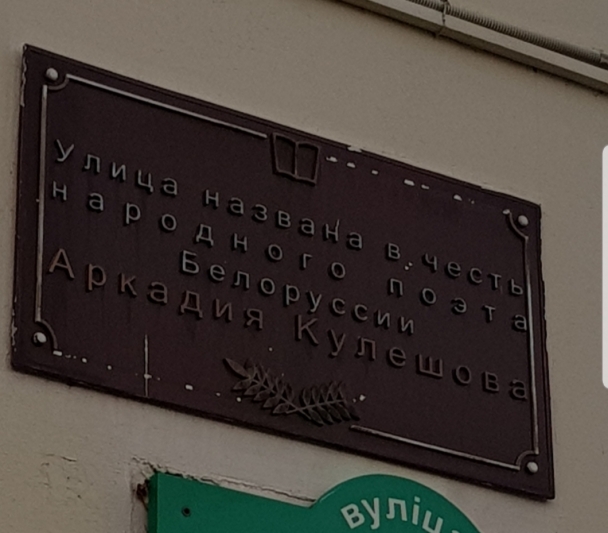 Улица названа в честь
народного поэта
Белоруссии
Аркадия Кулешова